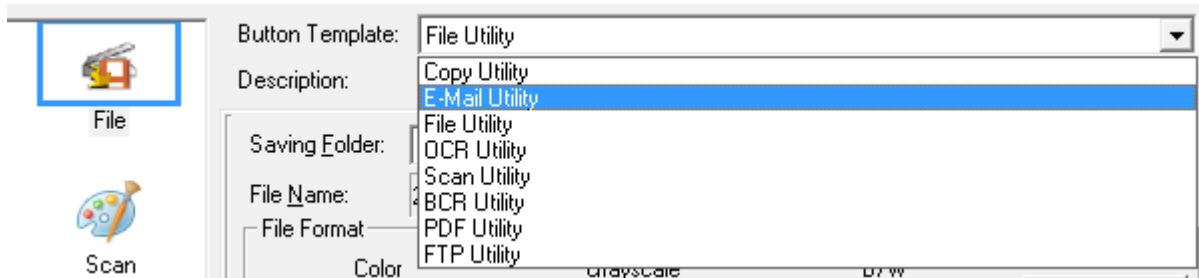 Button Template:
File Utility
Description:
Copy Utility
E-Mail Utility
File Utility
OCR Utility
Scan Utility
BCR Utility
PDF Utility
FTP Utility
File
Scan
Saving Folder:
File Name:
File Format
Color
Grayscale
B/W